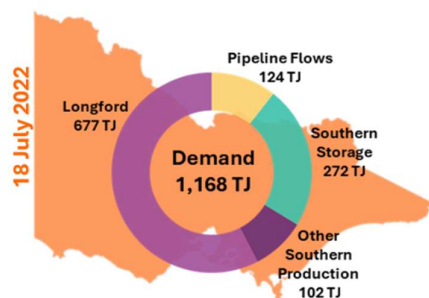 18 July 2022
Pipeline Flows
124 TJ
Longford
677 TJ
Southern
Storage
272 TJ
Demand
1,168 TJ
Other
Southern
Production
102 TJ